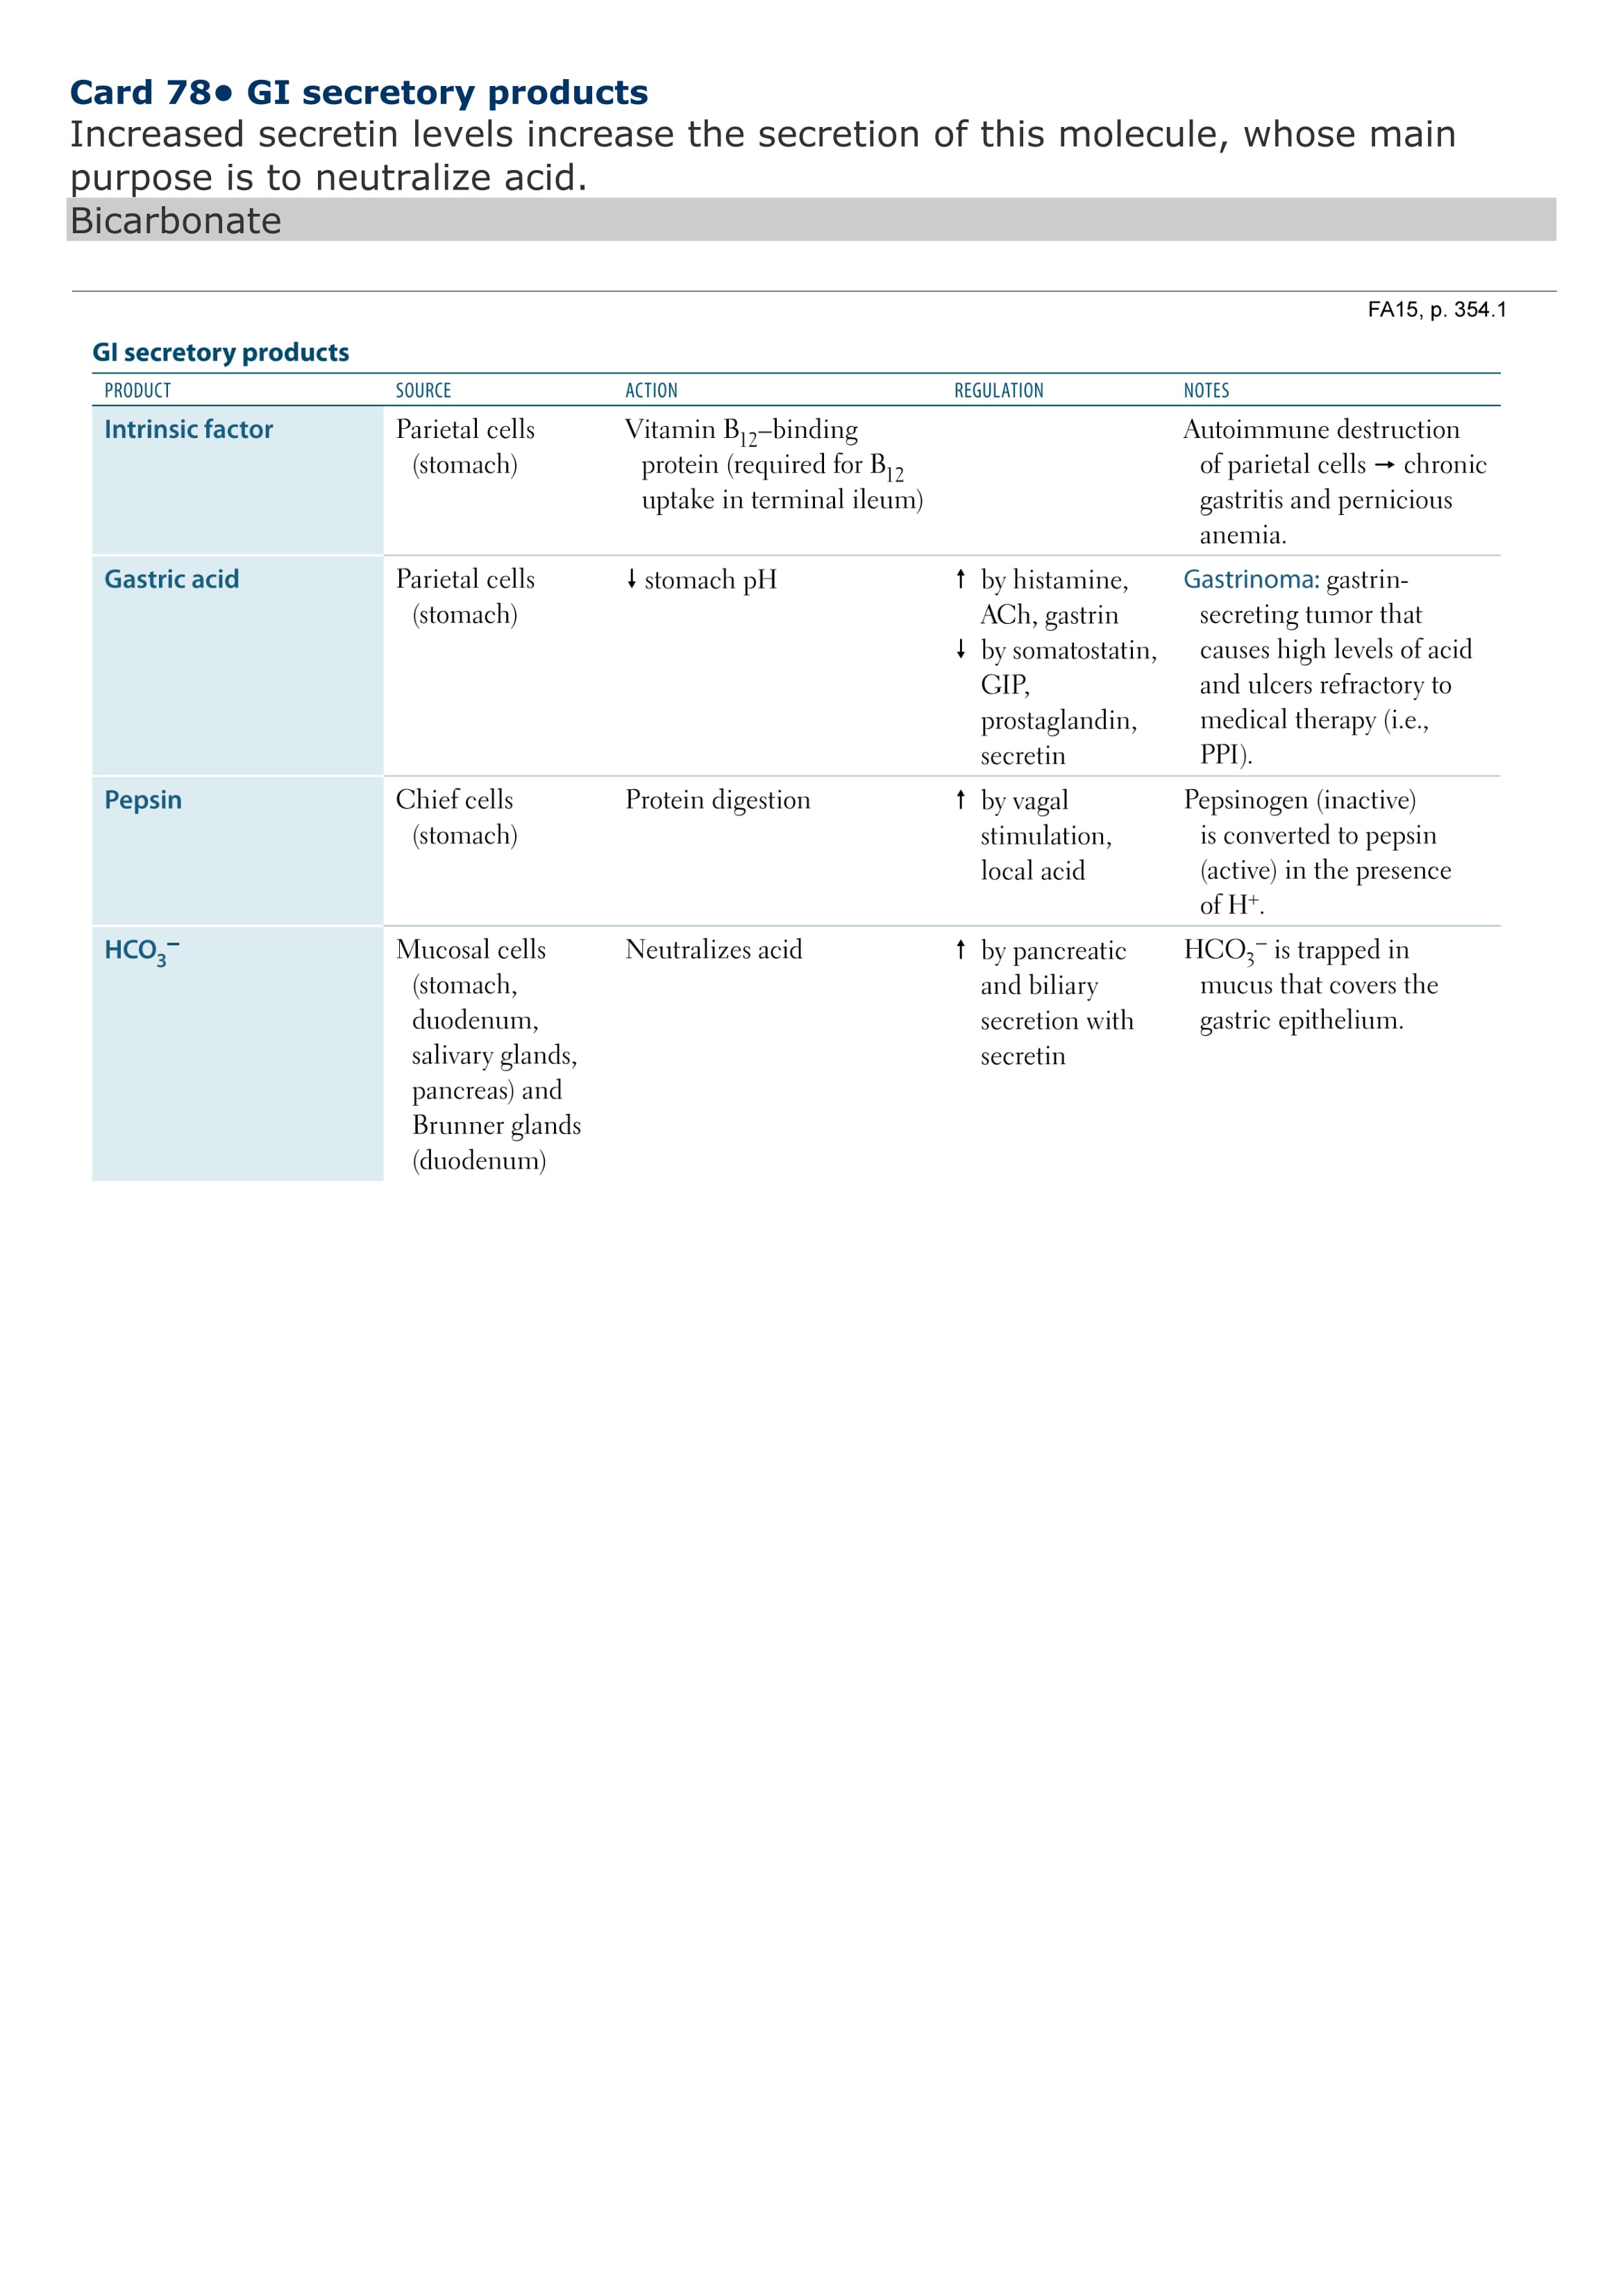 Card 78● GI secretory products
Increased secretin levels increase the secretion of this molecule, whose main
purpose is to neutralize acid.
Bicarbonate
FA15, p. 354.1
GI secretory products
PRODUCT SOURCE ACTION REGULATION NOTES
Intrinsic factor
Parietal cells
(stomach)
Vitamin B₁₂–binding
protein (required for B₁₂
uptake in terminal ileum)
Autoimmune destruction
of parietal cells → chronic
gastritis and pernicious
anemia.
Gastric acid
Parietal cells
(stomach)
↓ stomach pH
↑ by histamine,
ACh, gastrin
↓ by somatostatin,
GIP,
prostaglandin,
secretin
Gastrinoma: gastrin-
secreting tumor that
causes high levels of acid
and ulcers refractory to
medical therapy (i.e.,
PPI).
Pepsin
Chief cells
(stomach)
Protein digestion
↑ by vagal
stimulation,
local acid
Pepsinogen (inactive)
is converted to pepsin
(active) in the presence
of H⁺.
HCO₃⁻
Mucosal cells
(stomach,
duodenum,
salivary glands,
pancreas) and
Brunner glands
(duodenum)
Neutralizes acid
↑ by pancreatic
and biliary
secretion with
secretin
HCO₃⁻ is trapped in
mucus that covers the
gastric epithelium.